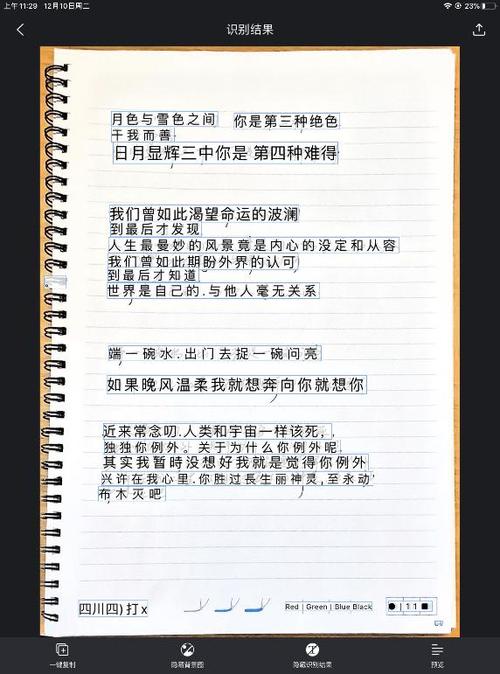 上午11:29 12月10日周二 23%
识别结果
月色与雪色之间 你是第三种绝色
干我而善
日月显辉三中你是 第四种难得
我们曾如此渴望命运的波澜
到最后才发现
人生最曼妙的风景竟是内心的没定和从容
我们曾如此期盼外界的认可
到最后才知道
世界是自己的.与他人毫无关系
端一碗水.出门去捉一碗问亮
如果晚风温柔我就想奔向你就想你
近来常念叨.人类和宇宙一样该死,
独独你例外。关于为什么你例外呢
其实我暂時没想好我就是觉得你例外
兴许在我心里.你胜过長生丽神灵,至永动'
布木灭吧
四川四) 打 x
Red | Green | Blue Black
● | 1 1 ■
一键复制 隐藏背景图 隐藏识别结果 预览